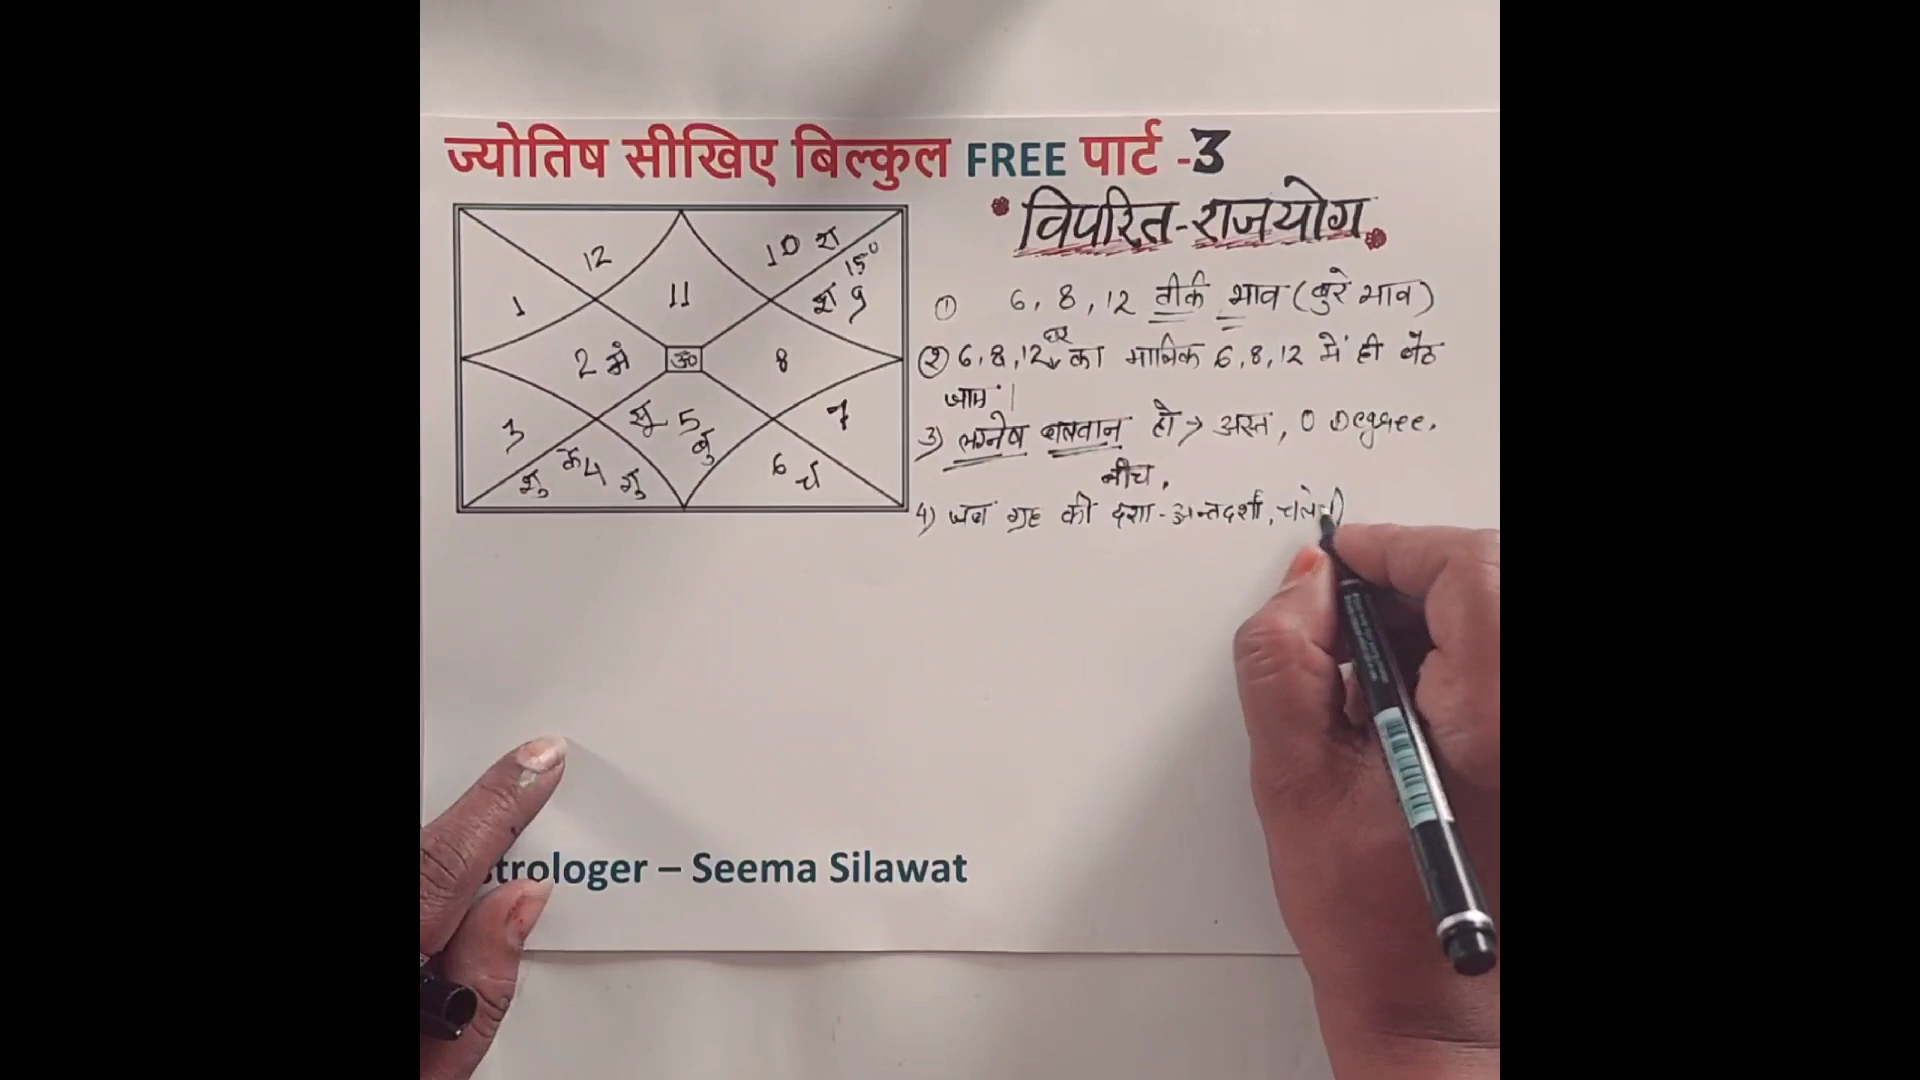 ज्योतिष सीखिए बिल्कुल FREE पार्ट -3
विपरित-राजयोग
12
10 श
15°
1
11
9
① 6, 8, 12 तीर्क भाव (बुरे भाव)
घर
② 6, 8, 12 का मालिक 6, 8, 12 में ही बैठ
जाए।
2 मं
ॐ
8
3) लग्नेष बलवान हो → अस्त, 0 Degree.
नीच,
3
सू 5
बु
7
शु के 4 गु
6 चं
4) जब ग्रह की दशा-अन्तदर्शा, चलेगी
strologer – Seema Silawat